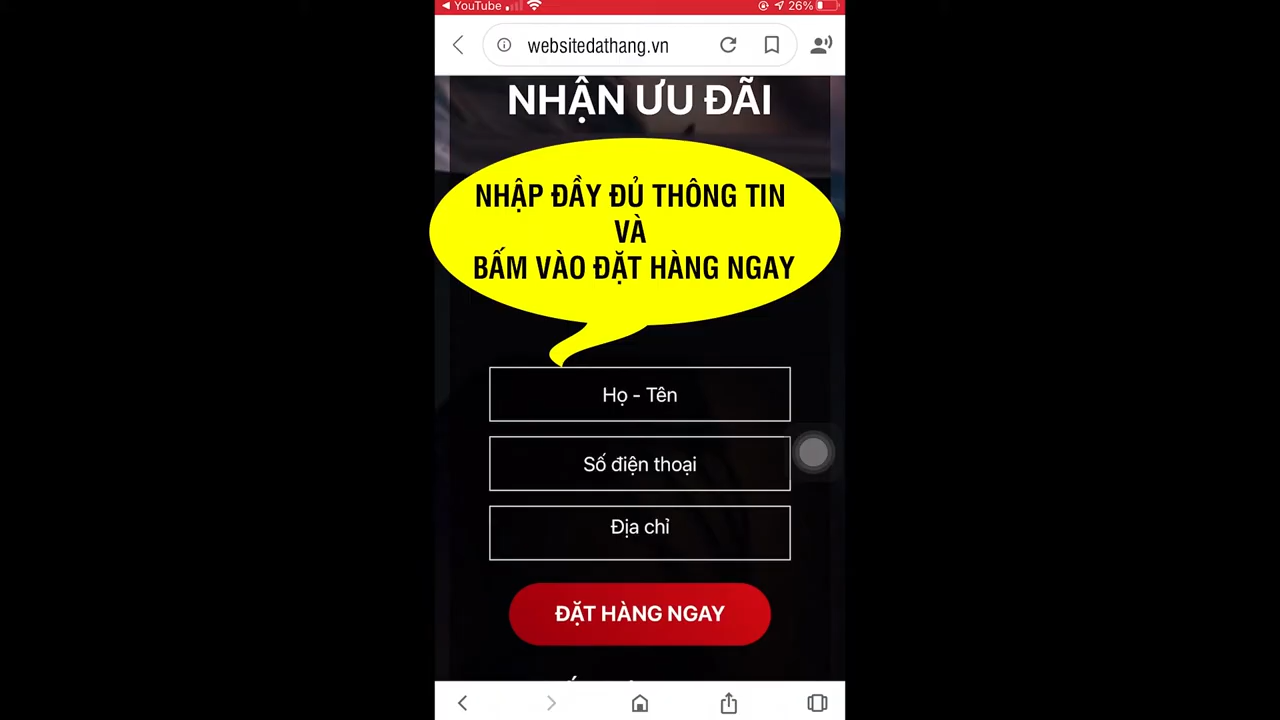 YouTube
26%
websitedathang.vn
NHẬN ƯU ĐÃI
NHẬP ĐẦY ĐỦ THÔNG TIN
VÀ
BẤM VÀO ĐẶT HÀNG NGAY
Họ - Tên
Số điện thoại
Địa chỉ
ĐẶT HÀNG NGAY